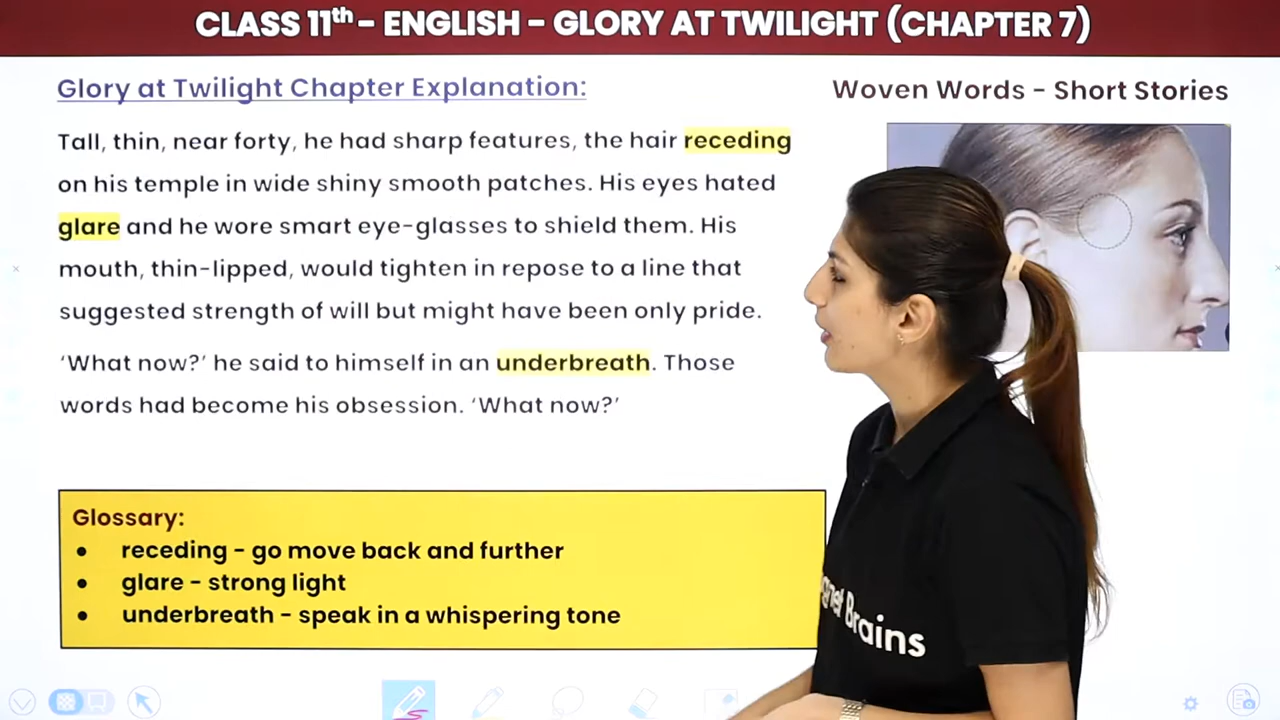 CLASS 11th - ENGLISH - GLORY AT TWILIGHT (CHAPTER 7)
Glory at Twilight Chapter Explanation:
Woven Words - Short Stories
Tall, thin, near forty, he had sharp features, the hair receding
on his temple in wide shiny smooth patches. His eyes hated
glare and he wore smart eye-glasses to shield them. His
mouth, thin-lipped, would tighten in repose to a line that
suggested strength of will but might have been only pride.
‘What now?’ he said to himself in an underbreath. Those
words had become his obsession. ‘What now?’
Glossary:
• receding - go move back and further
• glare - strong light
• underbreath - speak in a whispering tone
Brains